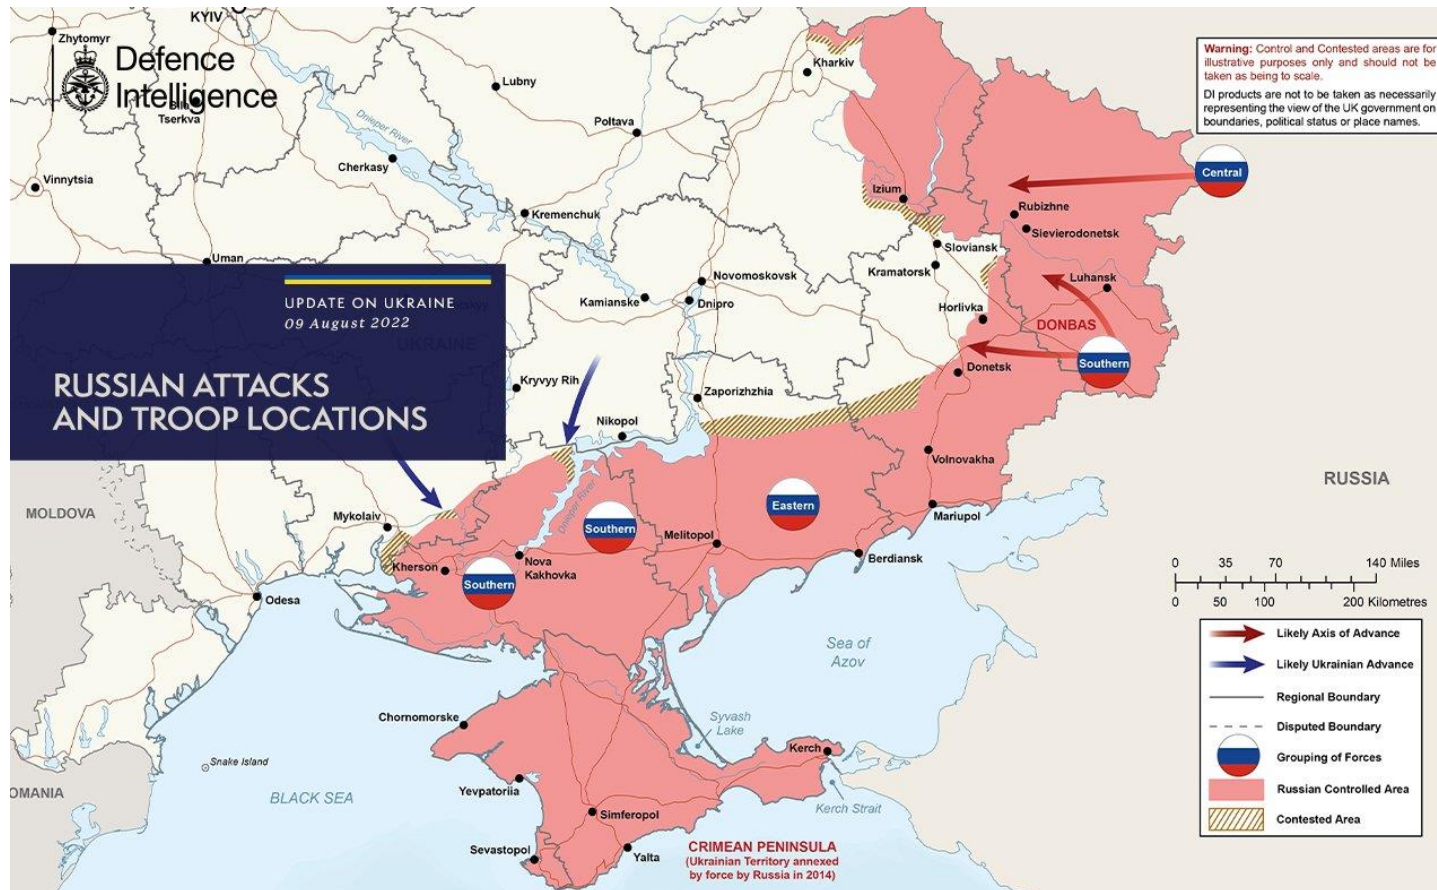 KYIV
Zhytomyr
Defence
Intelligence
Bila
Tserkva
Lubny
Kharkiv
Warning: Control and Contested areas are for
illustrative purposes only and should not be
taken as being to scale.
DI products are not to be taken as necessarily
representing the view of the UK government on
boundaries, political status or place names.
Dnieper River
Poltava
Cherkasy
Vinnytsia
Central
Izium
Kremenchuk
Rubizhne
Sievierodonetsk
Sloviansk
Uman
Kramatorsk
Luhansk
Novomoskovsk
Kamianske
Dnipro
Horlivka
DONBAS
UPDATE ON UKRAINE
09 August 2022
UKRAINE
Southern
Donetsk
RUSSIAN ATTACKS
AND TROOP LOCATIONS
Kryvyy Rih
Zaporizhzhia
Nikopol
Volnovakha
RUSSIA
MOLDOVA
Mykolaiv
Dnieper River
Southern
Eastern
Mariupol
Melitopol
Berdiansk
Kherson
Nova
Kakhovka
Southern
Odesa
0 35 70 140 Miles
0 50 100 200 Kilometres
Sea of
Azov
Likely Axis of Advance
Likely Ukrainian Advance
Regional Boundary
Disputed Boundary
Grouping of Forces
Russian Controlled Area
Contested Area
Chornomorske
Syvash
Lake
Kerch
Snake Island
OMANIA
BLACK SEA
Yevpatoriia
Kerch Strait
Simferopol
Sevastopol
Yalta
CRIMEAN PENINSULA
(Ukrainian Territory annexed
by force by Russia in 2014)